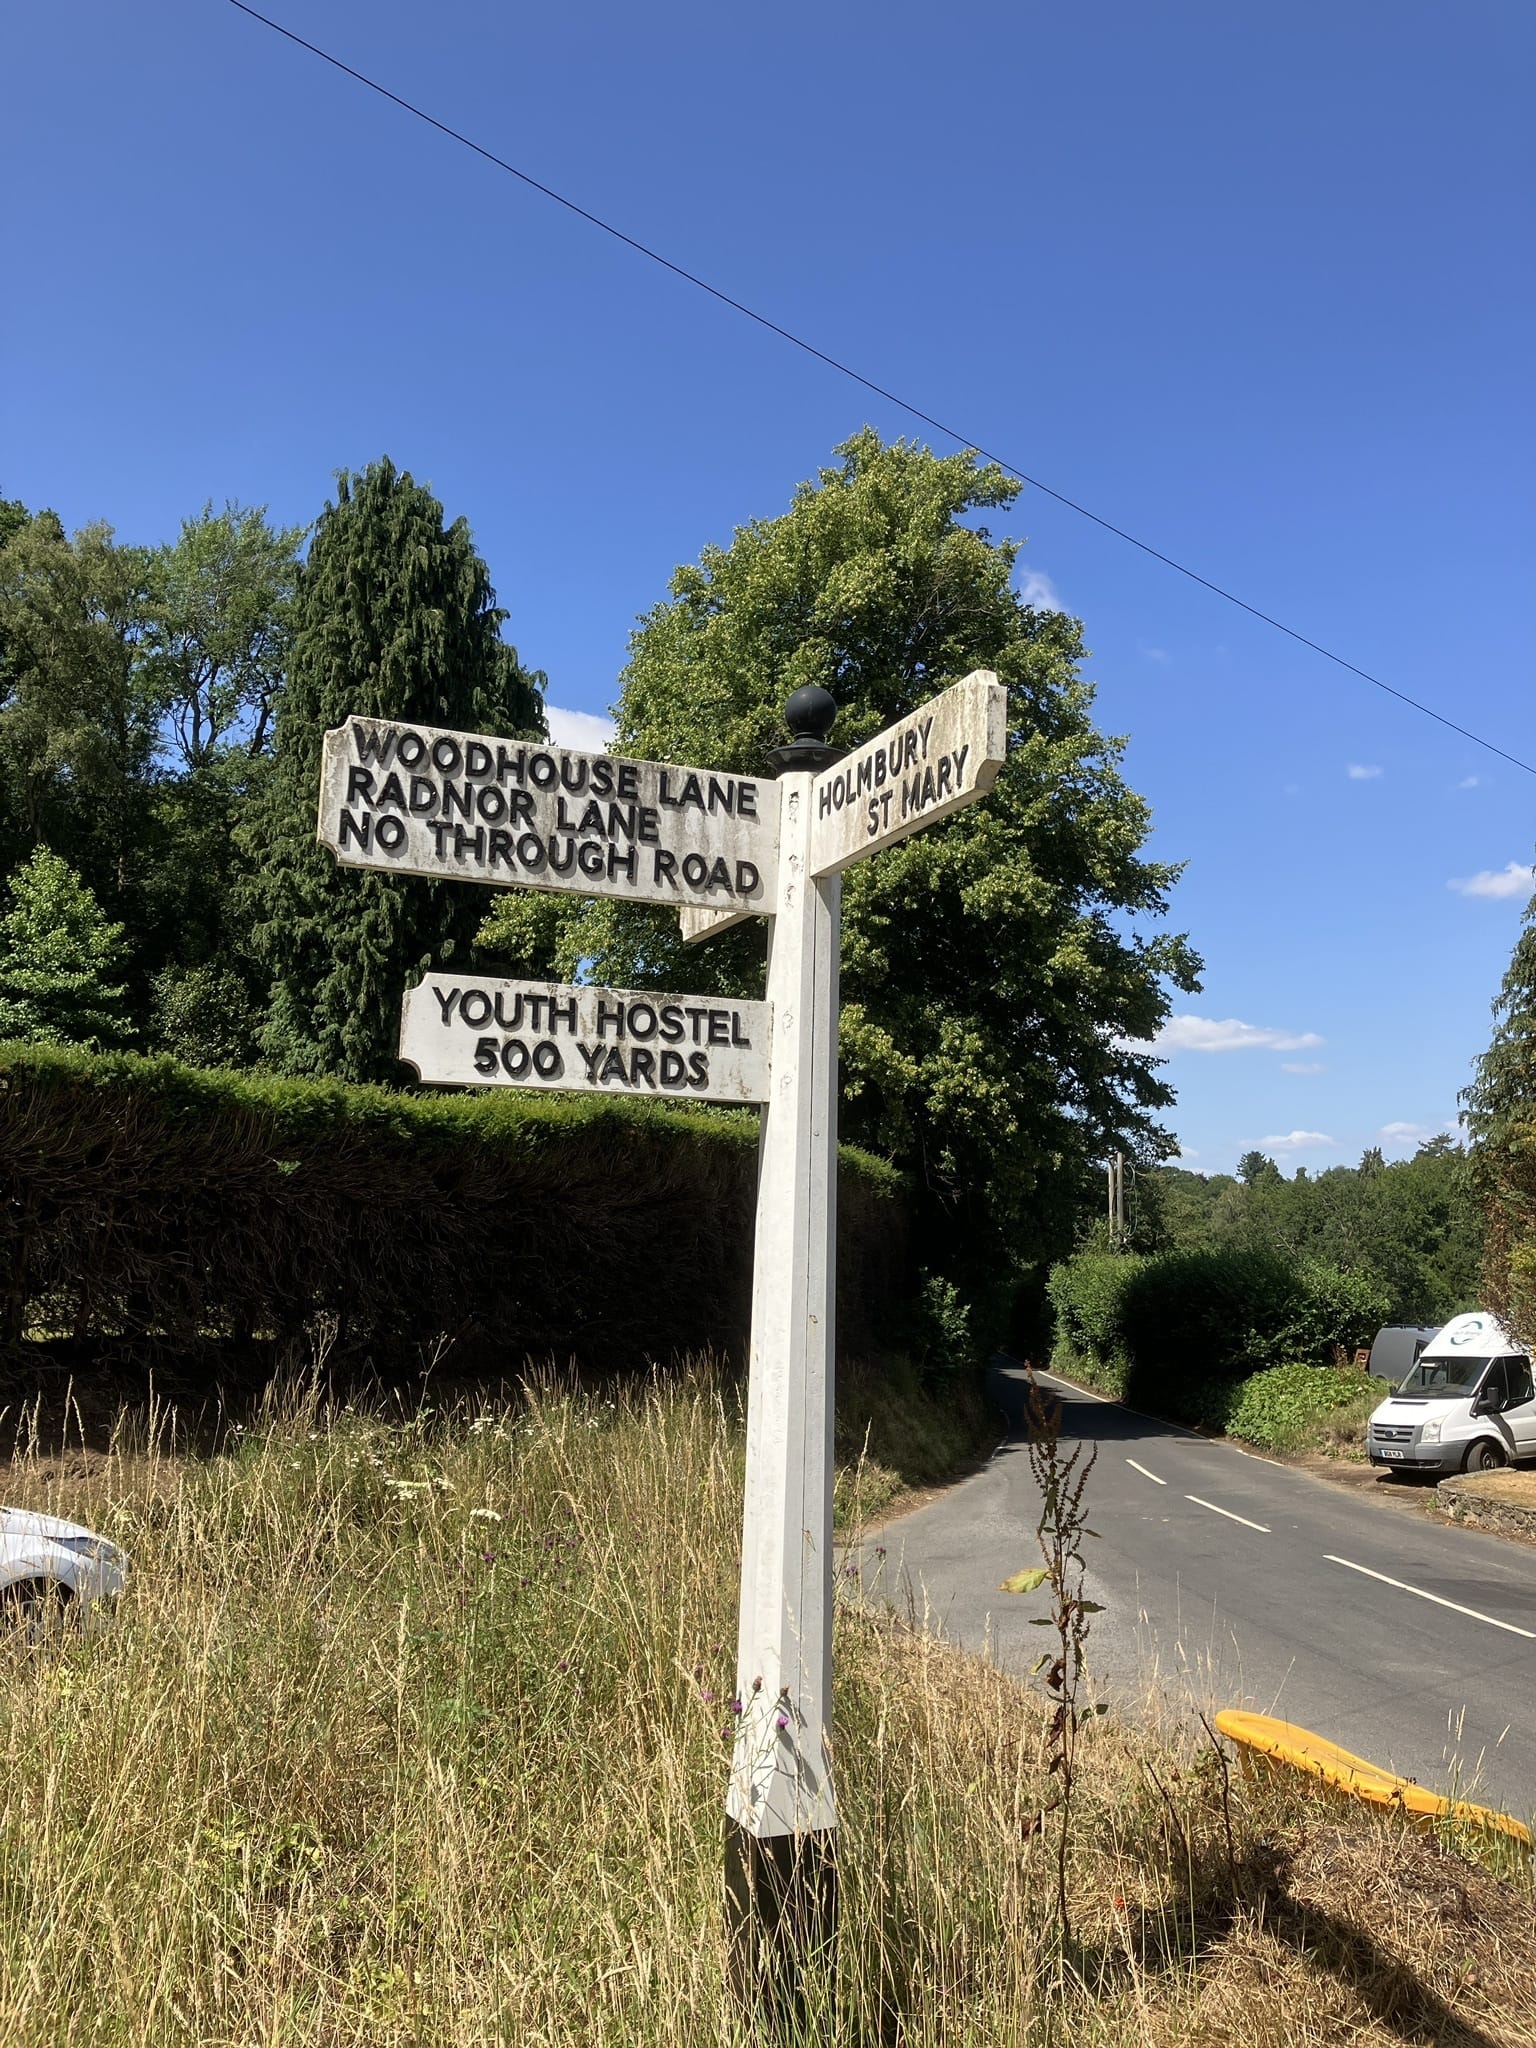 WOODHOUSE LANE
RADNOR LANE
NO THROUGH ROAD
HOLMBURY
ST MARY
YOUTH HOSTEL
500 YARDS